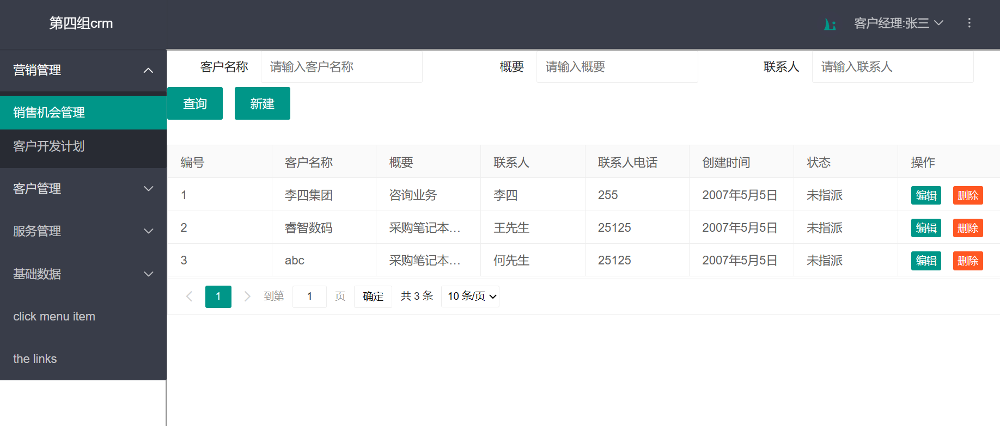 第四组crm
客户经理:张三
营销管理
销售机会管理
客户开发计划
客户管理
服务管理
基础数据
click menu item
the links
客户名称 请输入客户名称 概要 请输入概要 联系人 请输入联系人
查询 新建
编号 客户名称 概要 联系人 联系人电话 创建时间 状态 操作
1 李四集团 咨询业务 李四 255 2007年5月5日 未指派 编辑 删除
2 睿智数码 采购笔记本… 王先生 25125 2007年5月5日 未指派 编辑 删除
3 abc 采购笔记本… 何先生 25125 2007年5月5日 未指派 编辑 删除
1 到第 1 页 确定 共 3 条 10 条/页